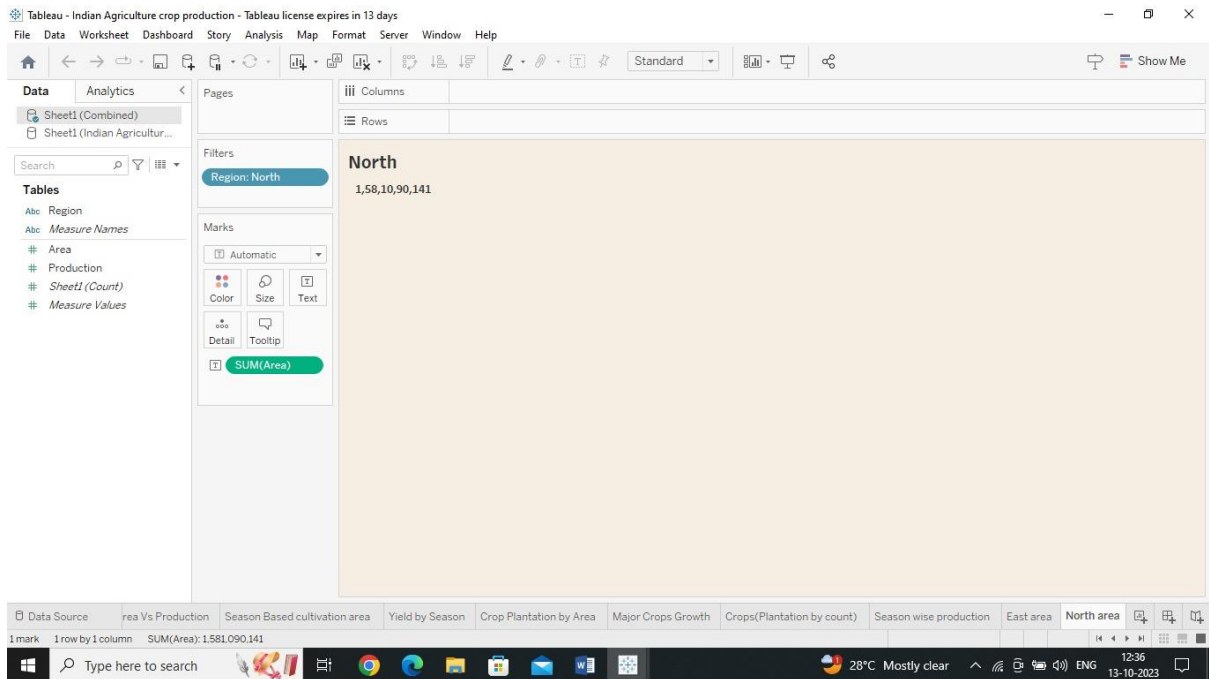 Tableau - Indian Agriculture crop production - Tableau license expires in 13 days
File Data Worksheet Dashboard Story Analysis Map Format Server Window Help
Standard
Show Me
Data Analytics
Sheet1 (Combined)
Sheet1 (Indian Agricultur...
Search
Tables
Abc Region
Abc Measure Names
# Area
# Production
# Sheet1 (Count)
# Measure Values
Pages
Filters
Region: North
Marks
T Automatic
Color Size Text
Detail Tooltip
T SUM(Area)
iii Columns
Rows
North
1,58,10,90,141
Data Source rea Vs Production Season Based cultivation area Yield by Season Crop Plantation by Area Major Crops Growth Crops(Plantation by count) Season wise production East area North area
1 mark 1 row by 1 column SUM(Area): 1,581,090,141
Type here to search
28°C Mostly clear ENG
12:36
13-10-2023